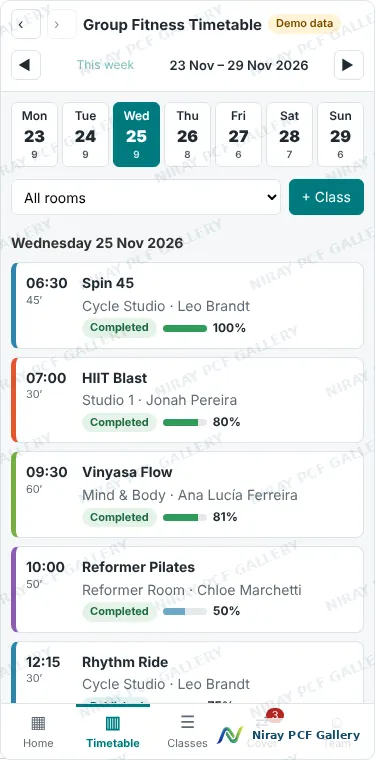 Group Fitness Timetable Demo data
This week 23 Nov – 29 Nov 2026
Mon Tue Wed Thu Fri Sat Sun
23 24 25 26 27 28 29
9 9 9 8 6 7 6
All rooms + Class
Wednesday 25 Nov 2026
06:30 Spin 45
45′ Cycle Studio · Leo Brandt
Completed 100%
07:00 HIIT Blast
30′ Studio 1 · Jonah Pereira
Completed 80%
09:30 Vinyasa Flow
60′ Mind & Body · Ana Lucía Ferreira
Completed 81%
10:00 Reformer Pilates
50′ Reformer Room · Chloe Marchetti
Completed 50%
12:15 Rhythm Ride
30′ Cycle Studio · Leo Brandt
3
Home Timetable Classes Cover Team
Niray PCF Gallery
NIRAY PCF GALLERY